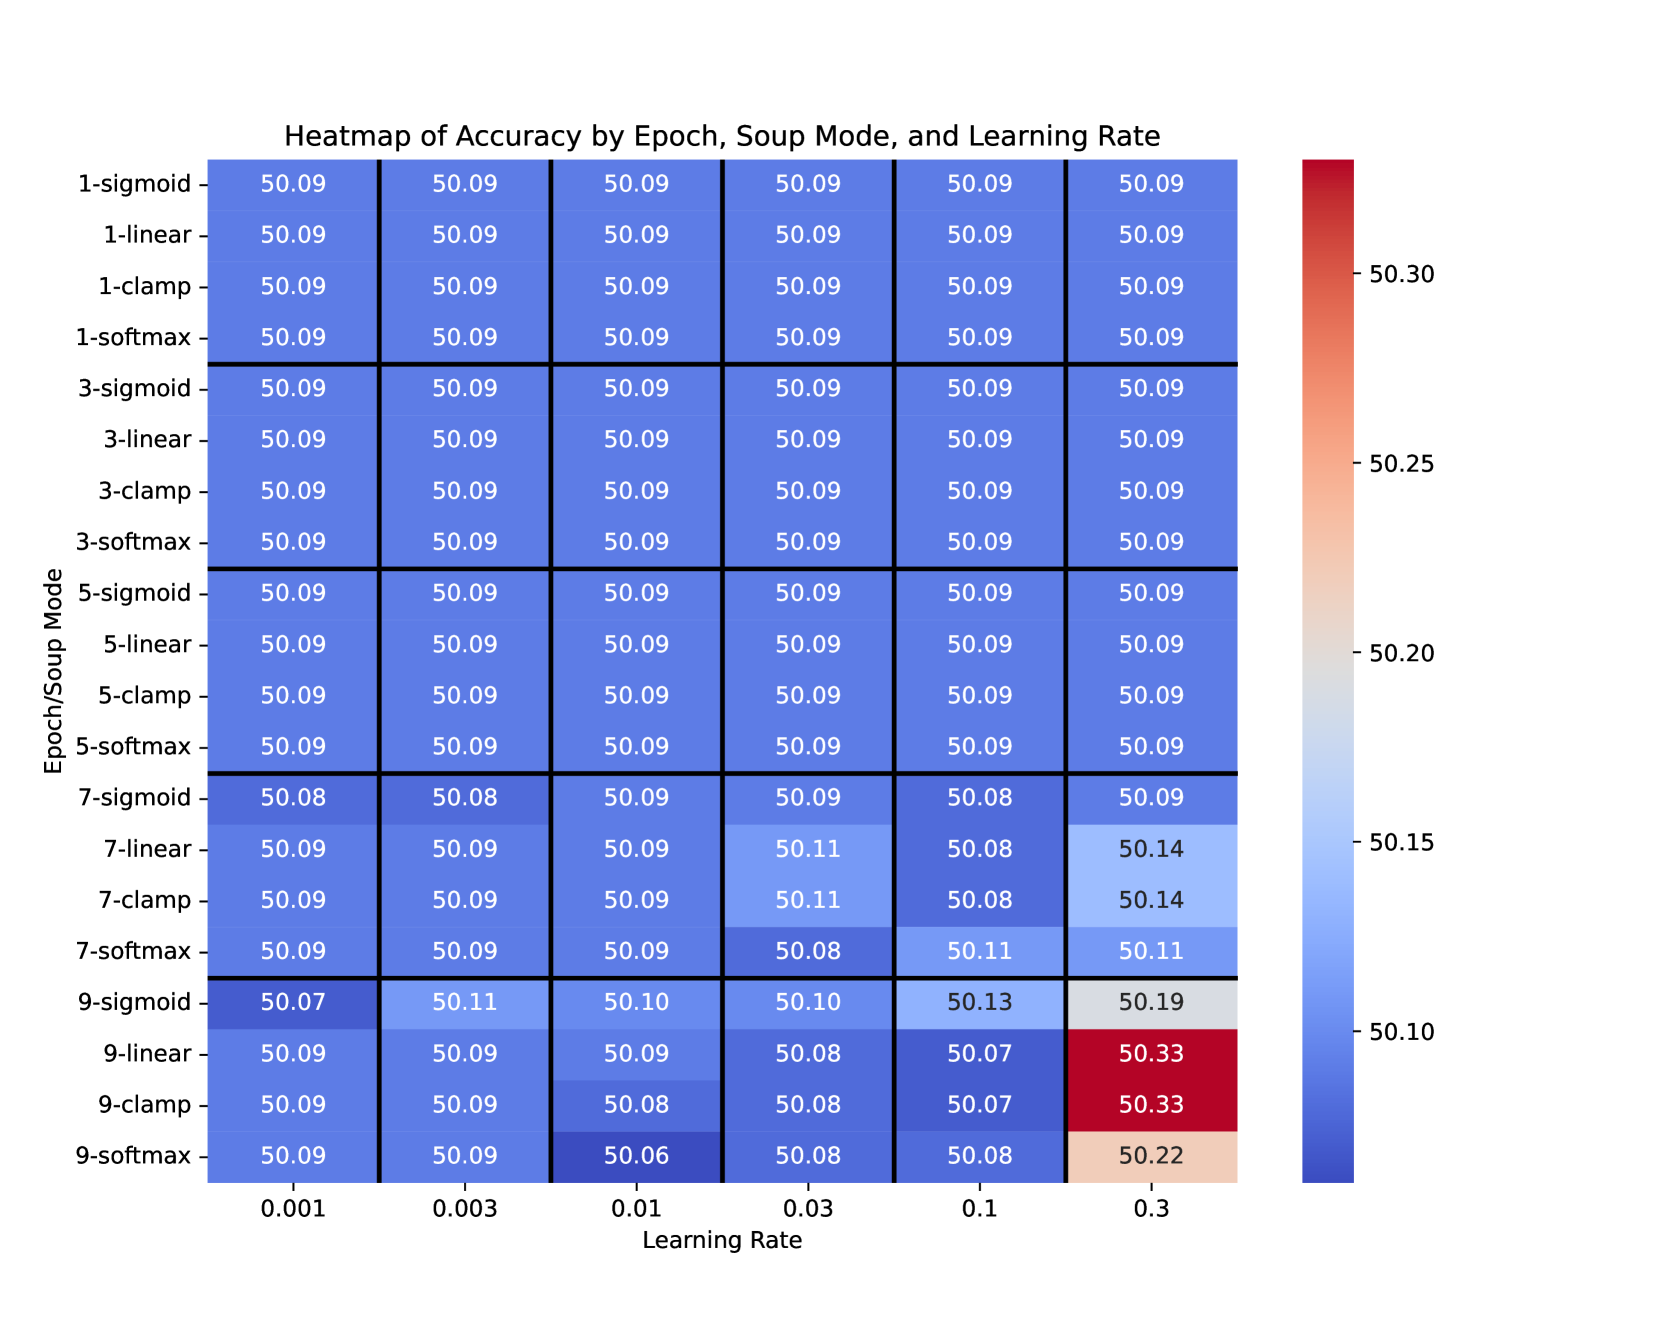 Heatmap of Accuracy by Epoch, Soup Mode, and Learning Rate
Epoch/Soup Mode
1-sigmoid 50.09 50.09 50.09 50.09 50.09 50.09
1-linear 50.09 50.09 50.09 50.09 50.09 50.09
1-clamp 50.09 50.09 50.09 50.09 50.09 50.09
1-softmax 50.09 50.09 50.09 50.09 50.09 50.09
3-sigmoid 50.09 50.09 50.09 50.09 50.09 50.09
3-linear 50.09 50.09 50.09 50.09 50.09 50.09
3-clamp 50.09 50.09 50.09 50.09 50.09 50.09
3-softmax 50.09 50.09 50.09 50.09 50.09 50.09
5-sigmoid 50.09 50.09 50.09 50.09 50.09 50.09
5-linear 50.09 50.09 50.09 50.09 50.09 50.09
5-clamp 50.09 50.09 50.09 50.09 50.09 50.09
5-softmax 50.09 50.09 50.09 50.09 50.09 50.09
7-sigmoid 50.08 50.08 50.09 50.09 50.08 50.09
7-linear 50.09 50.09 50.09 50.11 50.08 50.14
7-clamp 50.09 50.09 50.09 50.11 50.08 50.14
7-softmax 50.09 50.09 50.09 50.08 50.11 50.11
9-sigmoid 50.07 50.11 50.10 50.10 50.13 50.19
9-linear 50.09 50.09 50.09 50.08 50.07 50.33
9-clamp 50.09 50.09 50.08 50.08 50.07 50.33
9-softmax 50.09 50.09 50.06 50.08 50.08 50.22
0.001 0.003 0.01 0.03 0.1 0.3
Learning Rate
50.30
50.25
50.20
50.15
50.10